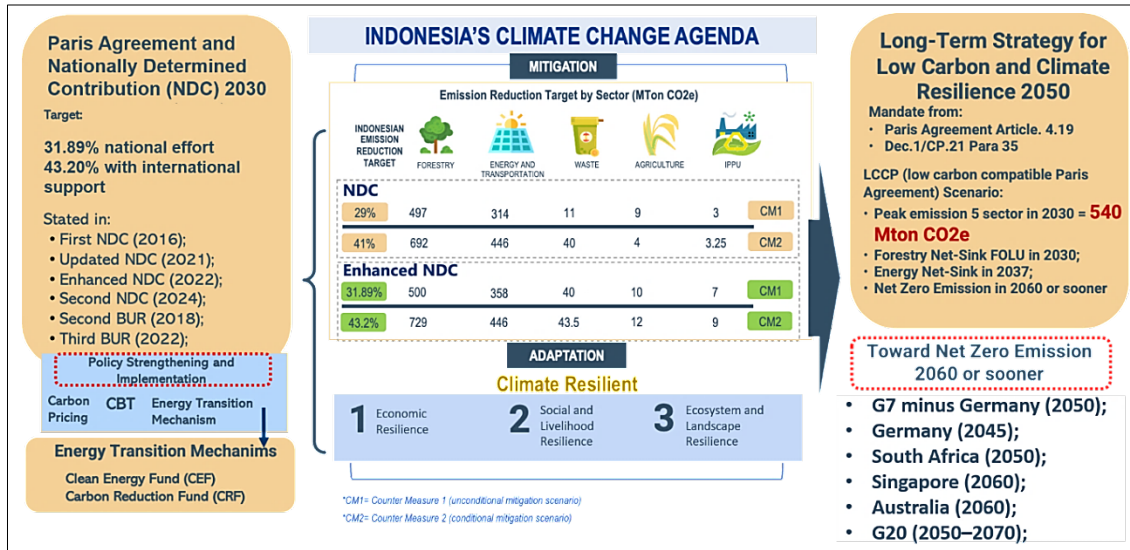 INDONESIA'S CLIMATE CHANGE AGENDA
Paris Agreement and
Nationally Determined
Contribution (NDC) 2030
Target:
31.89% national effort
43.20% with international
support
Stated in:
• First NDC (2016);
• Updated NDC (2021);
• Enhanced NDC (2022);
• Second NDC (2024);
• Second BUR (2018);
• Third BUR (2022);
Policy Strengthening and
Implementation
Carbon
Pricing
CBT
Energy Transition
Mechanism
Energy Transition Mechanims
Clean Energy Fund (CEF)
Carbon Reduction Fund (CRF)
MITIGATION
Emission Reduction Target by Sector (MTon CO2e)
INDONESIAN
EMISSION
REDUCTION
TARGET
FORESTRY
ENERGY AND
TRANSPORTATION
WASTE
AGRICULTURE
IPPU
NDC
29% 497 314 11 9 3 CM1
41% 692 446 40 4 3.25 CM2
Enhanced NDC
31.89% 500 358 40 10 7 CM1
43.2% 729 446 43.5 12 9 CM2
ADAPTATION
Climate Resilient
1 Economic
Resilience
2 Social and
Livelihood
Resilience
3 Ecosystem and
Landscape
Resilience
*CM1= Counter Measure 1 (unconditional mitigation scenario)
*CM2= Counter Measure 2 (conditional mitigation scenario)
Long-Term Strategy for
Low Carbon and Climate
Resilience 2050
Mandate from:
• Paris Agreement Article. 4.19
• Dec.1/CP.21 Para 35
LCCP (low carbon compatible Paris
Agreement) Scenario:
• Peak emission 5 sector in 2030 = 540
Mton CO2e
• Forestry Net-Sink FOLU in 2030;
• Energy Net-Sink in 2037;
• Net Zero Emission in 2060 or sooner
Toward Net Zero Emission
2060 or sooner
• G7 minus Germany (2050);
• Germany (2045);
• South Africa (2050);
• Singapore (2060);
• Australia (2060);
• G20 (2050–2070);